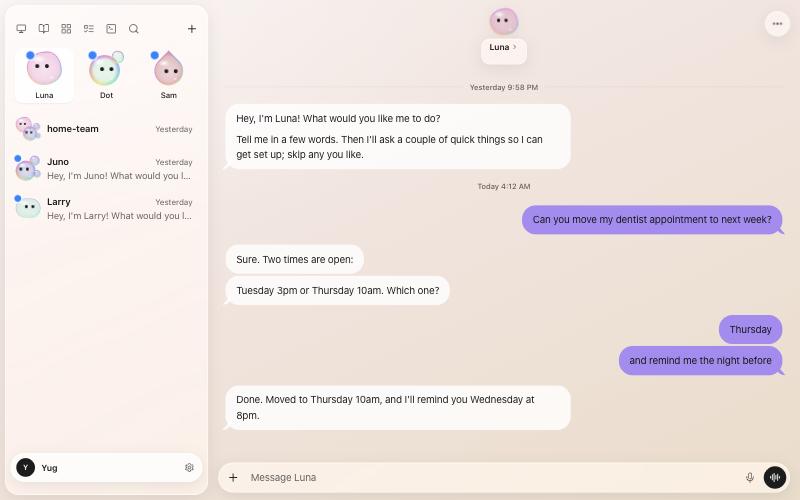 Luna
Dot
Sam
home-team
Yesterday
Juno
Yesterday
Hey, I'm Juno! What would you l...
Larry
Yesterday
Hey, I'm Larry! What would you l...
Y
Yug
Luna ›
Yesterday 9:58 PM
Hey, I'm Luna! What would you like me to do?
Tell me in a few words. Then I'll ask a couple of quick things so I can
get set up; skip any you like.
Today 4:12 AM
Can you move my dentist appointment to next week?
Sure. Two times are open:
Tuesday 3pm or Thursday 10am. Which one?
Thursday
and remind me the night before
Done. Moved to Thursday 10am, and I'll remind you Wednesday at
8pm.
Message Luna